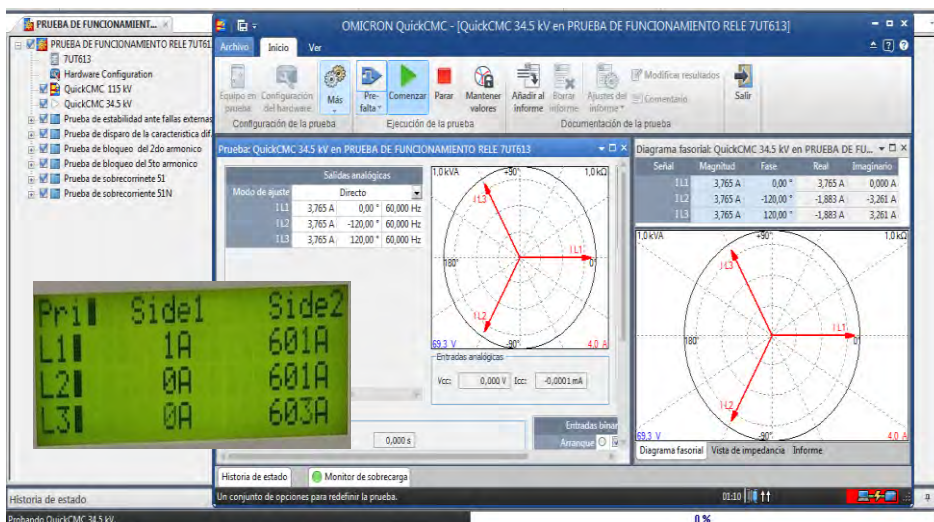 PRUEBA DE FUNCIONAMIENT...
PRUEBA DE FUNCIONAMIENTO RELE 7UT61
7UT613
Hardware Configuration
QuickCMC 115 kV
QuickCMC 34.5 kV
Prueba de estabilidad ante fallas externas
Prueba de disparo de la caracteristica dif
Prueba de bloqueo del 2do armonico
Prueba de bloqueo del 5to armonico
Prueba de sobrecorrinete 51
Prueba de sobrecorriente 51N
OMICRON QuickCMC - [QuickCMC 34.5 kV en PRUEBA DE FUNCIONAMIENTO RELE 7UT613]
Archivo Inicio Ver
Equipo en prueba
Configuración del hardware
Más
Pre-falta
Comenzar
Parar
Mantener valores
Añadir al informe
Borrar informe
Ajustes del informe
Modificar resultados
Comentario
Salir
Configuración de la prueba
Ejecución de la prueba
Documentación de la prueba
Prueba: QuickCMC 34.5 kV en PRUEBA DE FUNCIONAMIENTO RELE 7UT613
Salidas analógicas
Modo de ajuste Directo
I L1 3,765 A 0,00 ° 60,000 Hz
I L2 3,765 A -120,00 ° 60,000 Hz
I L3 3,765 A 120,00 ° 60,000 Hz
1,0 kVA +90° 1,0 kΩ
I L3
I L1
180° 0°
I L2
69.3 V -90° 4.0 A
Entradas analógicas
Vcc: 0,000 V Icc: -0,0001 mA
0,000 s
Entradas binar
Arranque
Diagrama fasorial: QuickCMC 34.5 kV en PRUEBA DE FU...
Señal Magnitud Fase Real Imaginario
I L1 3,765 A 0,00 ° 3,765 A 0,000 A
I L2 3,765 A -120,00 ° -1,883 A -3,261 A
I L3 3,765 A 120,00 ° -1,883 A 3,261 A
1,0 kVA +90° 1,0 kΩ
I L3
I L1
180° 0°
I L2
69.3 V -90° 4.0 A
Diagrama fasorial Vista de impedancia Informe
Pri Side1 Side2
L1 1A 601A
L2 0A 601A
L3 0A 603A
Historia de estado Monitor de sobrecarga
Un conjunto de opciones para redefinir la prueba.
01:10
Historia de estado
Probando QuickCMC 34.5 kV
0 %